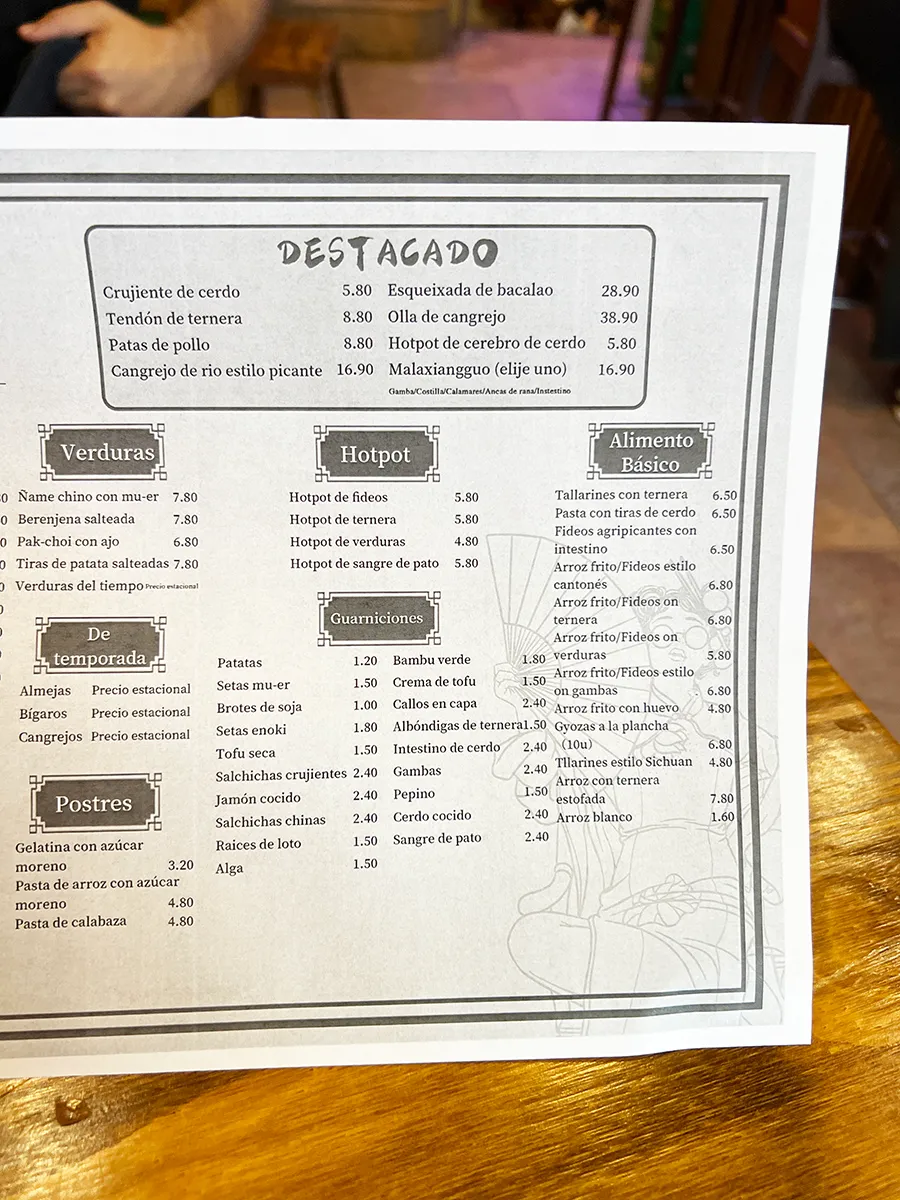 DESTACADO
Crujiente de cerdo 5.80
Tendón de ternera 8.80
Patas de pollo 8.80
Cangrejo de rio estilo picante 16.90
Esqueixada de bacalao 28.90
Olla de cangrejo 38.90
Hotpot de cerebro de cerdo 5.80
Malaxiangguo (elije uno) 16.90
Gamba/Costilla/Calamares/Ancas de rana/Instestino
Verduras
Ñame chino con mu-er 7.80
Berenjena salteada 7.80
Pak-choi con ajo 6.80
Tiras de patata salteadas 7.80
Verduras del tiempo Precio estacional
De
temporada
Almejas Precio estacional
Bígaros Precio estacional
Cangrejos Precio estacional
Postres
Gelatina con azúcar
moreno 3.20
Pasta de arroz con azúcar
moreno 4.80
Pasta de calabaza 4.80
Hotpot
Hotpot de fideos 5.80
Hotpot de ternera 5.80
Hotpot de verduras 4.80
Hotpot de sangre de pato 5.80
Guarniciones
Patatas 1.20
Setas mu-er 1.50
Brotes de soja 1.00
Setas enoki 1.80
Tofu seca 1.50
Salchichas crujientes 2.40
Jamón cocido 2.40
Salchichas chinas 2.40
Raices de loto 1.50
Alga 1.50
Bambu verde 1.80
Crema de tofu 1.50
Callos en capa 2.40
Albóndigas de ternera 1.50
Intestino de cerdo 2.40
Gambas 2.40
Pepino 1.50
Cerdo cocido 2.40
Sangre de pato 2.40
Alimento
Básico
Tallarines con ternera 6.50
Pasta con tiras de cerdo 6.50
Fideos agripicantes con
intestino 6.50
Arroz frito/Fideos estilo
cantonés 6.80
Arroz frito/Fideos on
ternera 6.80
Arroz frito/Fideos on
verduras 5.80
Arroz frito/Fideos estilo
on gambas 6.80
Arroz frito con huevo 4.80
Gyozas a la plancha
(10u) 6.80
Tllarines estilo Sichuan 4.80
Arroz con ternera
estofada 7.80
Arroz blanco 1.60